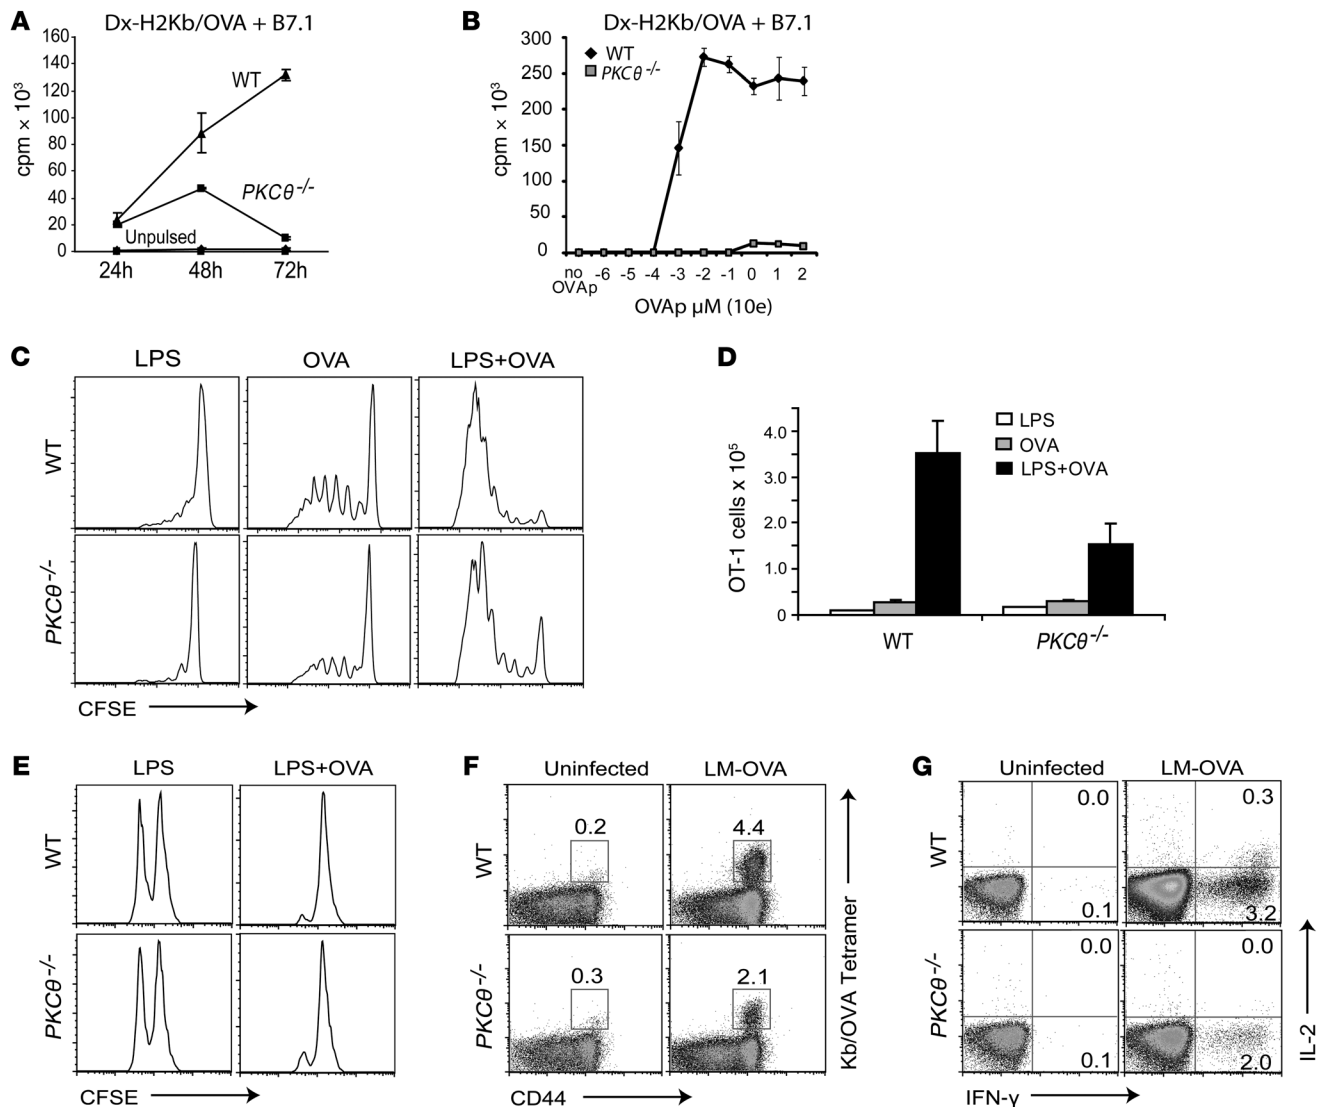 A
Dx-H2Kb/OVA + B7.1
cpm × 10³
160
140
120
100
80
60
40
20
0
WT
PKCθ⁻/⁻
Unpulsed
24h 48h 72h
B
Dx-H2Kb/OVA + B7.1
WT
PKCθ⁻/⁻
cpm × 10³
300
250
200
150
100
50
0
no OVAp -6 -5 -4 -3 -2 -1 0 1 2
OVAp µM (10e)
C
LPS OVA LPS+OVA
WT
PKCθ⁻/⁻
CFSE
D
OT-1 cells x 10⁵
4.0
3.0
2.0
1.0
0
LPS
OVA
LPS+OVA
WT PKCθ⁻/⁻
E
LPS LPS+OVA
WT
PKCθ⁻/⁻
CFSE
F
Uninfected LM-OVA
WT
0.2 4.4
PKCθ⁻/⁻
0.3 2.1
CD44
Kb/OVA Tetramer
G
Uninfected LM-OVA
WT
0.0 0.3
0.1 3.2
PKCθ⁻/⁻
0.0 0.0
0.1 2.0
IFN-γ
IL-2